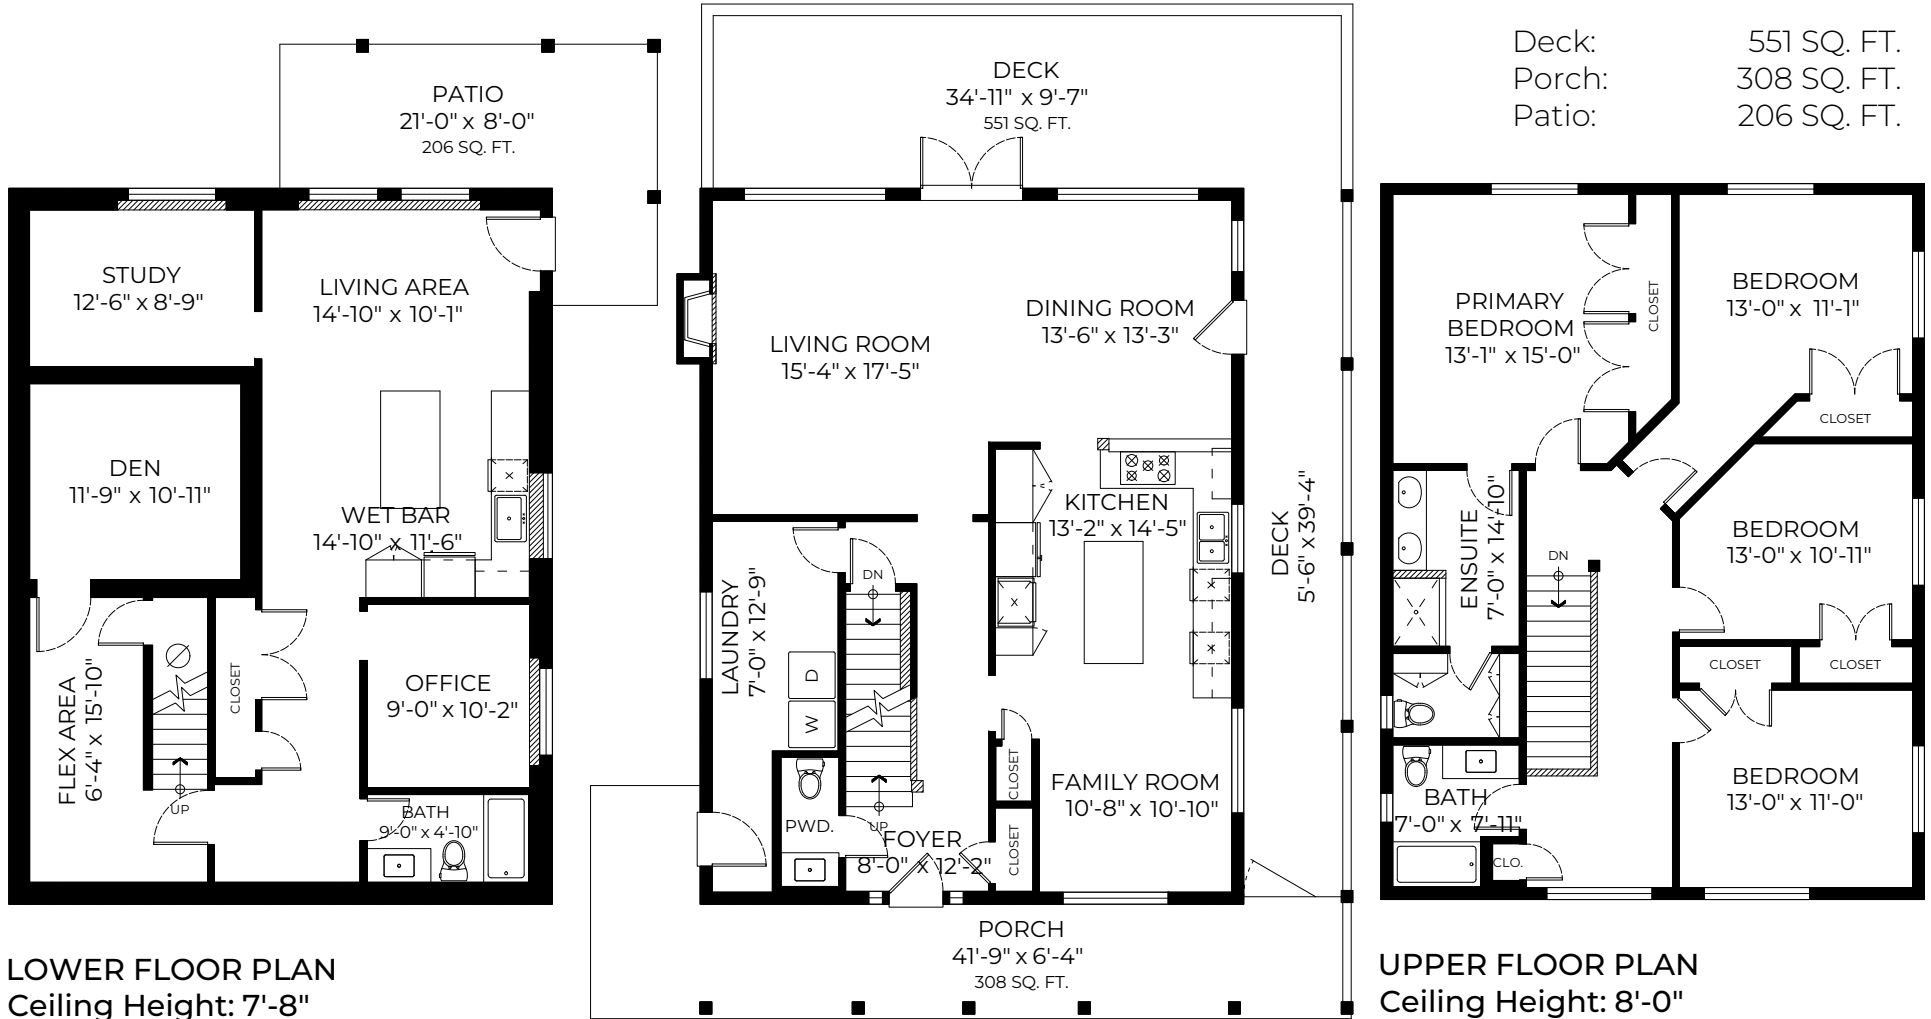 Deck: 551 SQ. FT.
Porch: 308 SQ. FT.
Patio: 206 SQ. FT.
PATIO
21'-0" x 8'-0"
206 SQ. FT.
STUDY
12'-6" x 8'-9"
LIVING AREA
14'-10" x 10'-1"
DEN
11'-9" x 10'-11"
WET BAR
14'-10" x 11'-6"
x
FLEX AREA
6'-4" x 15'-10"
CLOSET
OFFICE
9'-0" x 10'-2"
UP
BATH
9'-0" x 4'-10"
LOWER FLOOR PLAN
Ceiling Height: 7'-8"
DECK
34'-11" x 9'-7"
551 SQ. FT.
LIVING ROOM
15'-4" x 17'-5"
DINING ROOM
13'-6" x 13'-3"
KITCHEN
13'-2" x 14'-5"
x
x
x
DECK
5'-6" x 39'-4"
LAUNDRY
7'-0" x 12'-9"
DN
D
W
CLOSET
FAMILY ROOM
10'-8" x 10'-10"
PWD.
UP
FOYER
8'-0" x 12'-2"
CLOSET
PORCH
41'-9" x 6'-4"
308 SQ. FT.
PRIMARY
BEDROOM
13'-1" x 15'-0"
CLOSET
BEDROOM
13'-0" x 11'-1"
CLOSET
ENSUITE
7'-0" x 14'-10"
DN
BEDROOM
13'-0" x 10'-11"
CLOSET
CLOSET
BEDROOM
13'-0" x 11'-0"
BATH
7'-0" x 7'-11"
CLO.
UPPER FLOOR PLAN
Ceiling Height: 8'-0"